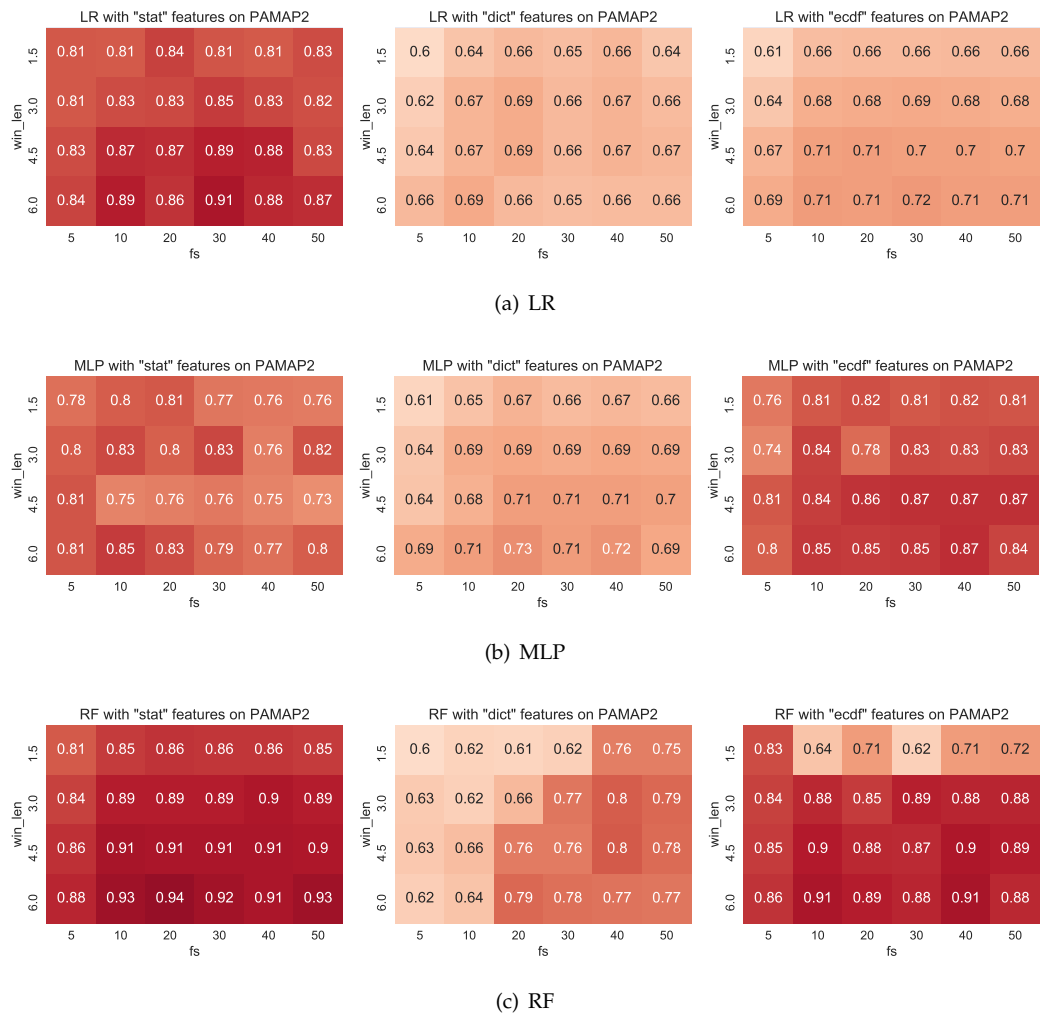 LR with "stat" features on PAMAP2 LR with "dict" features on PAMAP2 LR with "ecdf" features on PAMAP2
1.5 0.81 0.81 0.84 0.81 0.81 0.83 1.5 0.6 0.64 0.66 0.65 0.66 0.64 1.5 0.61 0.66 0.66 0.66 0.66 0.66
3.0 0.81 0.83 0.83 0.85 0.83 0.82 3.0 0.62 0.67 0.69 0.66 0.67 0.66 3.0 0.64 0.68 0.68 0.69 0.68 0.68
win_len win_len win_len
4.5 0.83 0.87 0.87 0.89 0.88 0.83 4.5 0.64 0.67 0.69 0.66 0.67 0.67 4.5 0.67 0.71 0.71 0.7 0.7 0.7
6.0 0.84 0.89 0.86 0.91 0.88 0.87 6.0 0.66 0.69 0.66 0.65 0.66 0.66 6.0 0.69 0.71 0.71 0.72 0.71 0.71
5 10 20 30 40 50 5 10 20 30 40 50 5 10 20 30 40 50
fs fs fs
(a) LR
MLP with "stat" features on PAMAP2 MLP with "dict" features on PAMAP2 MLP with "ecdf" features on PAMAP2
1.5 0.78 0.8 0.81 0.77 0.76 0.76 1.5 0.61 0.65 0.67 0.66 0.67 0.66 1.5 0.76 0.81 0.82 0.81 0.82 0.81
3.0 0.8 0.83 0.8 0.83 0.76 0.82 3.0 0.64 0.69 0.69 0.69 0.69 0.69 3.0 0.74 0.84 0.78 0.83 0.83 0.83
win_len win_len win_len
4.5 0.81 0.75 0.76 0.76 0.75 0.73 4.5 0.64 0.68 0.71 0.71 0.71 0.7 4.5 0.81 0.84 0.86 0.87 0.87 0.87
6.0 0.81 0.85 0.83 0.79 0.77 0.8 6.0 0.69 0.71 0.73 0.71 0.72 0.69 6.0 0.8 0.85 0.85 0.85 0.87 0.84
5 10 20 30 40 50 5 10 20 30 40 50 5 10 20 30 40 50
fs fs fs
(b) MLP
RF with "stat" features on PAMAP2 RF with "dict" features on PAMAP2 RF with "ecdf" features on PAMAP2
1.5 0.81 0.85 0.86 0.86 0.86 0.85 1.5 0.6 0.62 0.61 0.62 0.76 0.75 1.5 0.83 0.64 0.71 0.62 0.71 0.72
3.0 0.84 0.89 0.89 0.89 0.9 0.89 3.0 0.63 0.62 0.66 0.77 0.8 0.79 3.0 0.84 0.88 0.85 0.89 0.88 0.88
win_len win_len win_len
4.5 0.86 0.91 0.91 0.91 0.91 0.9 4.5 0.63 0.66 0.76 0.76 0.8 0.78 4.5 0.85 0.9 0.88 0.87 0.9 0.89
6.0 0.88 0.93 0.94 0.92 0.91 0.93 6.0 0.62 0.64 0.79 0.78 0.77 0.77 6.0 0.86 0.91 0.89 0.88 0.91 0.88
5 10 20 30 40 50 5 10 20 30 40 50 5 10 20 30 40 50
fs fs fs
(c) RF